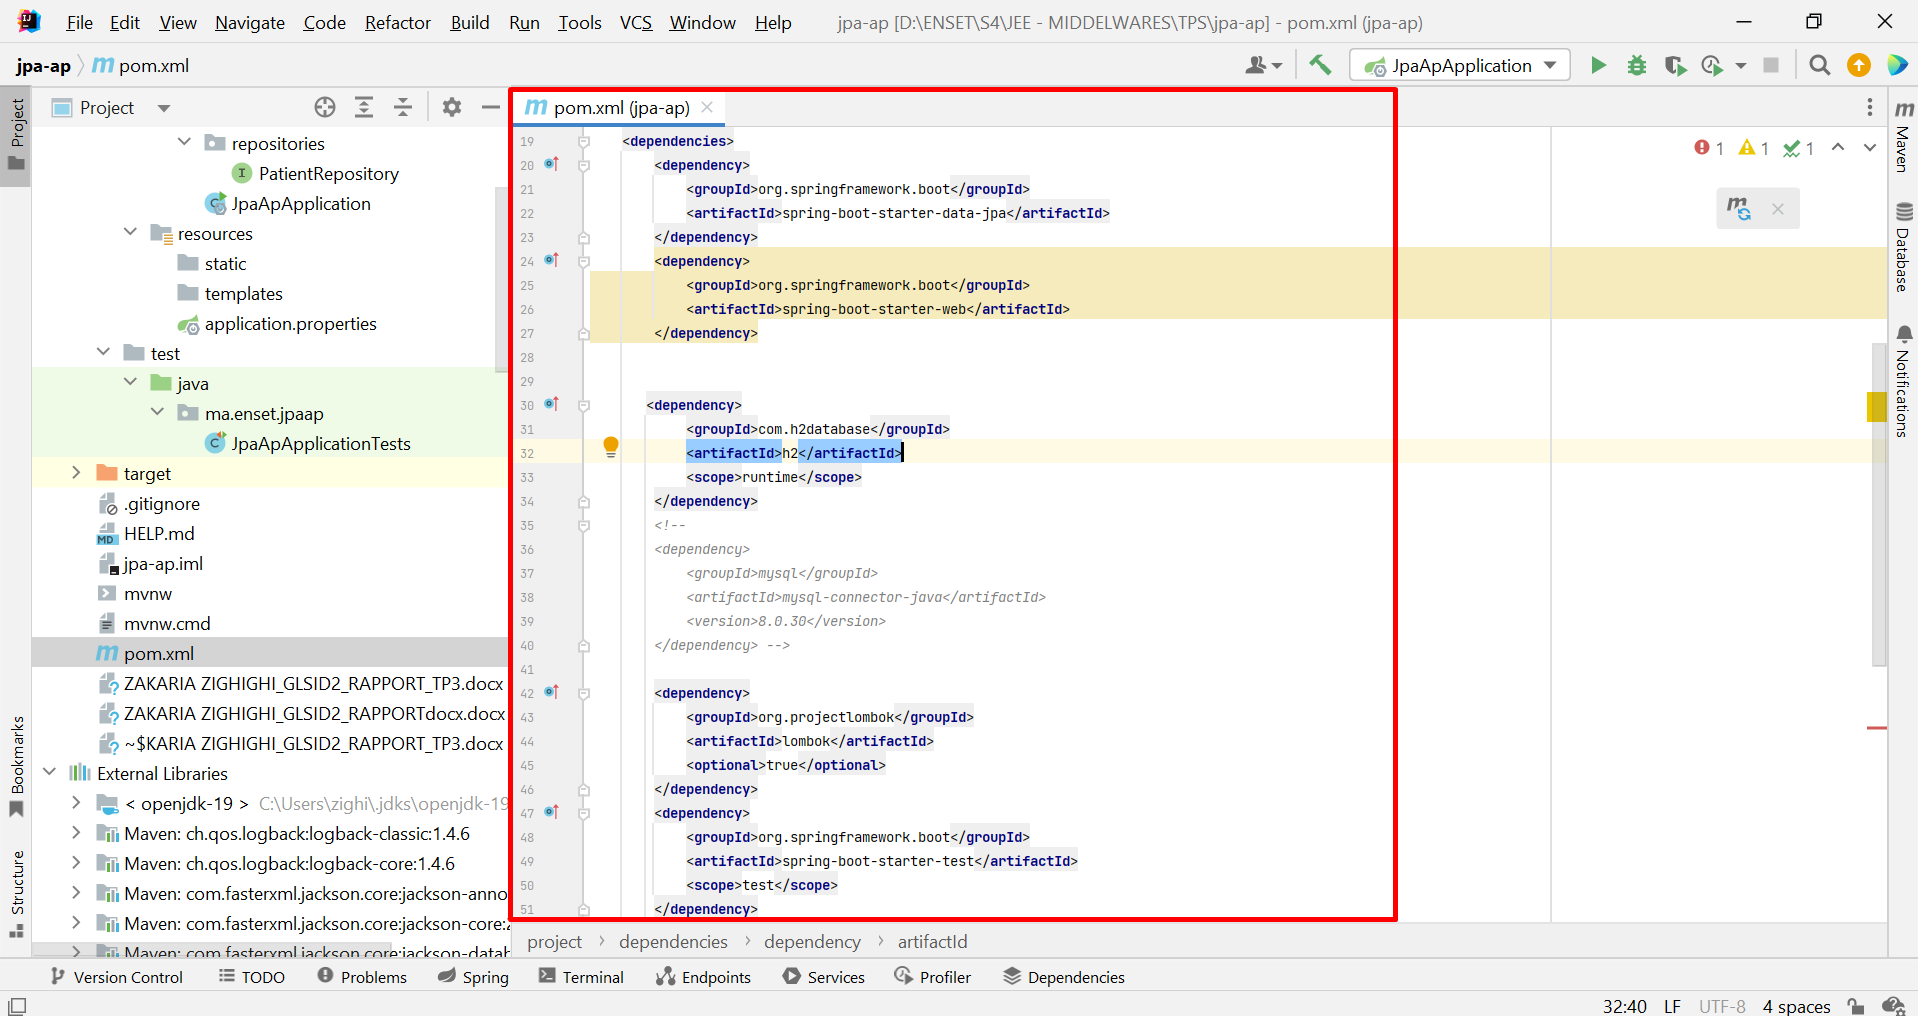 File Edit View Navigate Code Refactor Build Run Tools VCS Window Help jpa-ap [D:\ENSET\S4\JEE - MIDDELWARES\TPS\jpa-ap] - pom.xml (jpa-ap)
jpa-ap pom.xml JpaApApplication
Project
pom.xml (jpa-ap)
Project
repositories
PatientRepository
JpaApApplication
resources
static
templates
application.properties
test
java
ma.enset.jpaap
JpaApApplicationTests
target
.gitignore
HELP.md
jpa-ap.iml
mvnw
mvnw.cmd
pom.xml
ZAKARIA ZIGHIGHI_GLSID2_RAPPORT_TP3.docx
ZAKARIA ZIGHIGHI_GLSID2_RAPPORTdocx.docx
~$KARIA ZIGHIGHI_GLSID2_RAPPORT_TP3.docx
External Libraries
< openjdk-19 > C:\Users\zighi\.jdks\openjdk-19
Maven: ch.qos.logback:logback-classic:1.4.6
Maven: ch.qos.logback:logback-core:1.4.6
Maven: com.fasterxml.jackson.core:jackson-anno
Maven: com.fasterxml.jackson.core:jackson-core:2
Maven: com.fasterxml.jackson.core:jackson-datab
Bookmarks
Structure
19 <dependencies>
20 <dependency>
21 <groupId>org.springframework.boot</groupId>
22 <artifactId>spring-boot-starter-data-jpa</artifactId>
23 </dependency>
24 <dependency>
25 <groupId>org.springframework.boot</groupId>
26 <artifactId>spring-boot-starter-web</artifactId>
27 </dependency>
28
29
30 <dependency>
31 <groupId>com.h2database</groupId>
32 <artifactId>h2</artifactId>
33 <scope>runtime</scope>
34 </dependency>
35 <!--
36 <dependency>
37 <groupId>mysql</groupId>
38 <artifactId>mysql-connector-java</artifactId>
39 <version>8.0.30</version>
40 </dependency> -->
41
42 <dependency>
43 <groupId>org.projectlombok</groupId>
44 <artifactId>lombok</artifactId>
45 <optional>true</optional>
46 </dependency>
47 <dependency>
48 <groupId>org.springframework.boot</groupId>
49 <artifactId>spring-boot-starter-test</artifactId>
50 <scope>test</scope>
51 </dependency>
1 1 1
Maven
Database
Notifications
project dependencies dependency artifactId
Version Control TODO Problems Spring Terminal Endpoints Services Profiler Dependencies
32:40 LF UTF-8 4 spaces